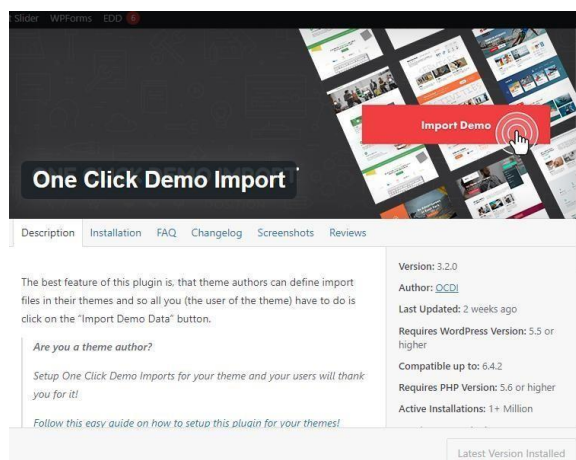 Slider WPForms EDD 6
Import Demo
One Click Demo Import
Description Installation FAQ Changelog Screenshots Reviews
The best feature of this plugin is, that theme authors can define import
files in their themes and so all you (the user of the theme) have to do is
click on the “Import Demo Data” button.
Are you a theme author?
Setup One Click Demo Imports for your theme and your users will thank
you for it!
Follow this easy guide on how to setup this plugin for your themes!
Version: 3.2.0
Author: OCDI
Last Updated: 2 weeks ago
Requires WordPress Version: 5.5 or
higher
Compatible up to: 6.4.2
Requires PHP Version: 5.6 or higher
Active Installations: 1+ Million
Latest Version Installed